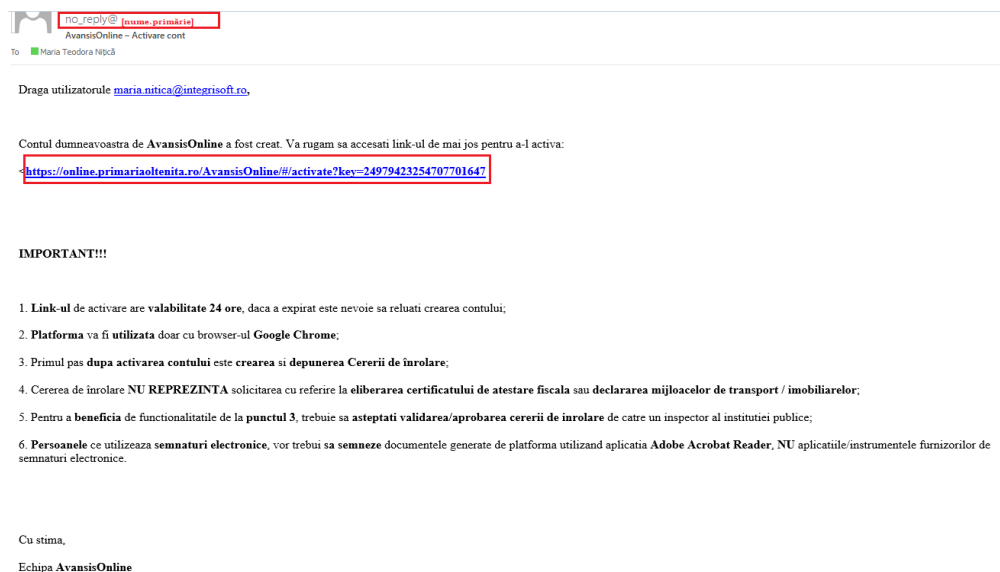 no_reply@ [nume.primărie]
AvansisOnline – Activare cont
To Maria Teodora Nițică
Draga utilizatorule maria.nitica@integrisoft.ro,
Contul dumneavoastra de AvansisOnline a fost creat. Va rugam sa accesati link-ul de mai jos pentru a-l activa:
<https://online.primariaoltenita.ro/AvansisOnline/#/activate?key=24979423254707701647
IMPORTANT!!!
1. Link-ul de activare are valabilitate 24 ore, daca a expirat este nevoie sa reluati crearea contului;
2. Platforma va fi utilizata doar cu browser-ul Google Chrome;
3. Primul pas dupa activarea contului este crearea si depunerea Cererii de înrolare;
4. Cererea de înrolare NU REPREZINTA solicitarea cu referire la eliberarea certificatului de atestare fiscala sau declararea mijloacelor de transport / imobiliarelor;
5. Pentru a beneficia de functionalitatile de la punctul 3, trebuie sa asteptati validarea/aprobarea cererii de inrolare de catre un inspector al institutiei publice;
6. Persoanele ce utilizeaza semnaturi electronice, vor trebui sa semneze documentele generate de platforma utilizand aplicatia Adobe Acrobat Reader, NU aplicatiile/instrumentele furnizorilor de
semnaturi electronice.
Cu stima,
Echipa AvansisOnline